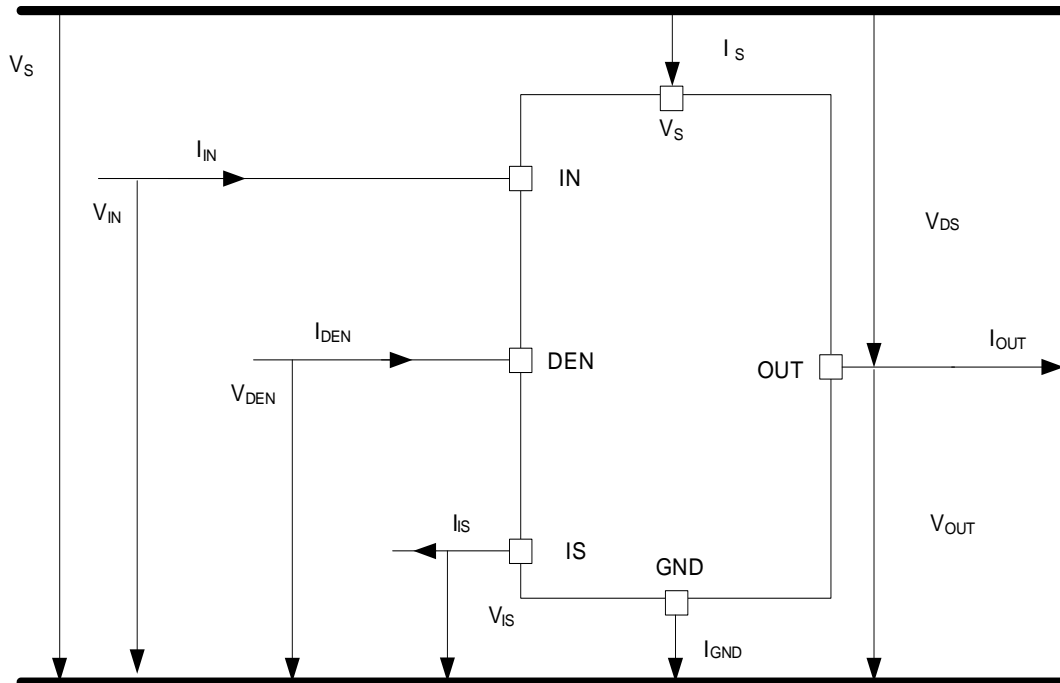 V_S
I_S
V_S
I_IN
IN
V_IN
V_DS
I_DEN
DEN
I_OUT
OUT
V_DEN
I_IS
IS
V_OUT
GND
V_IS
I_GND